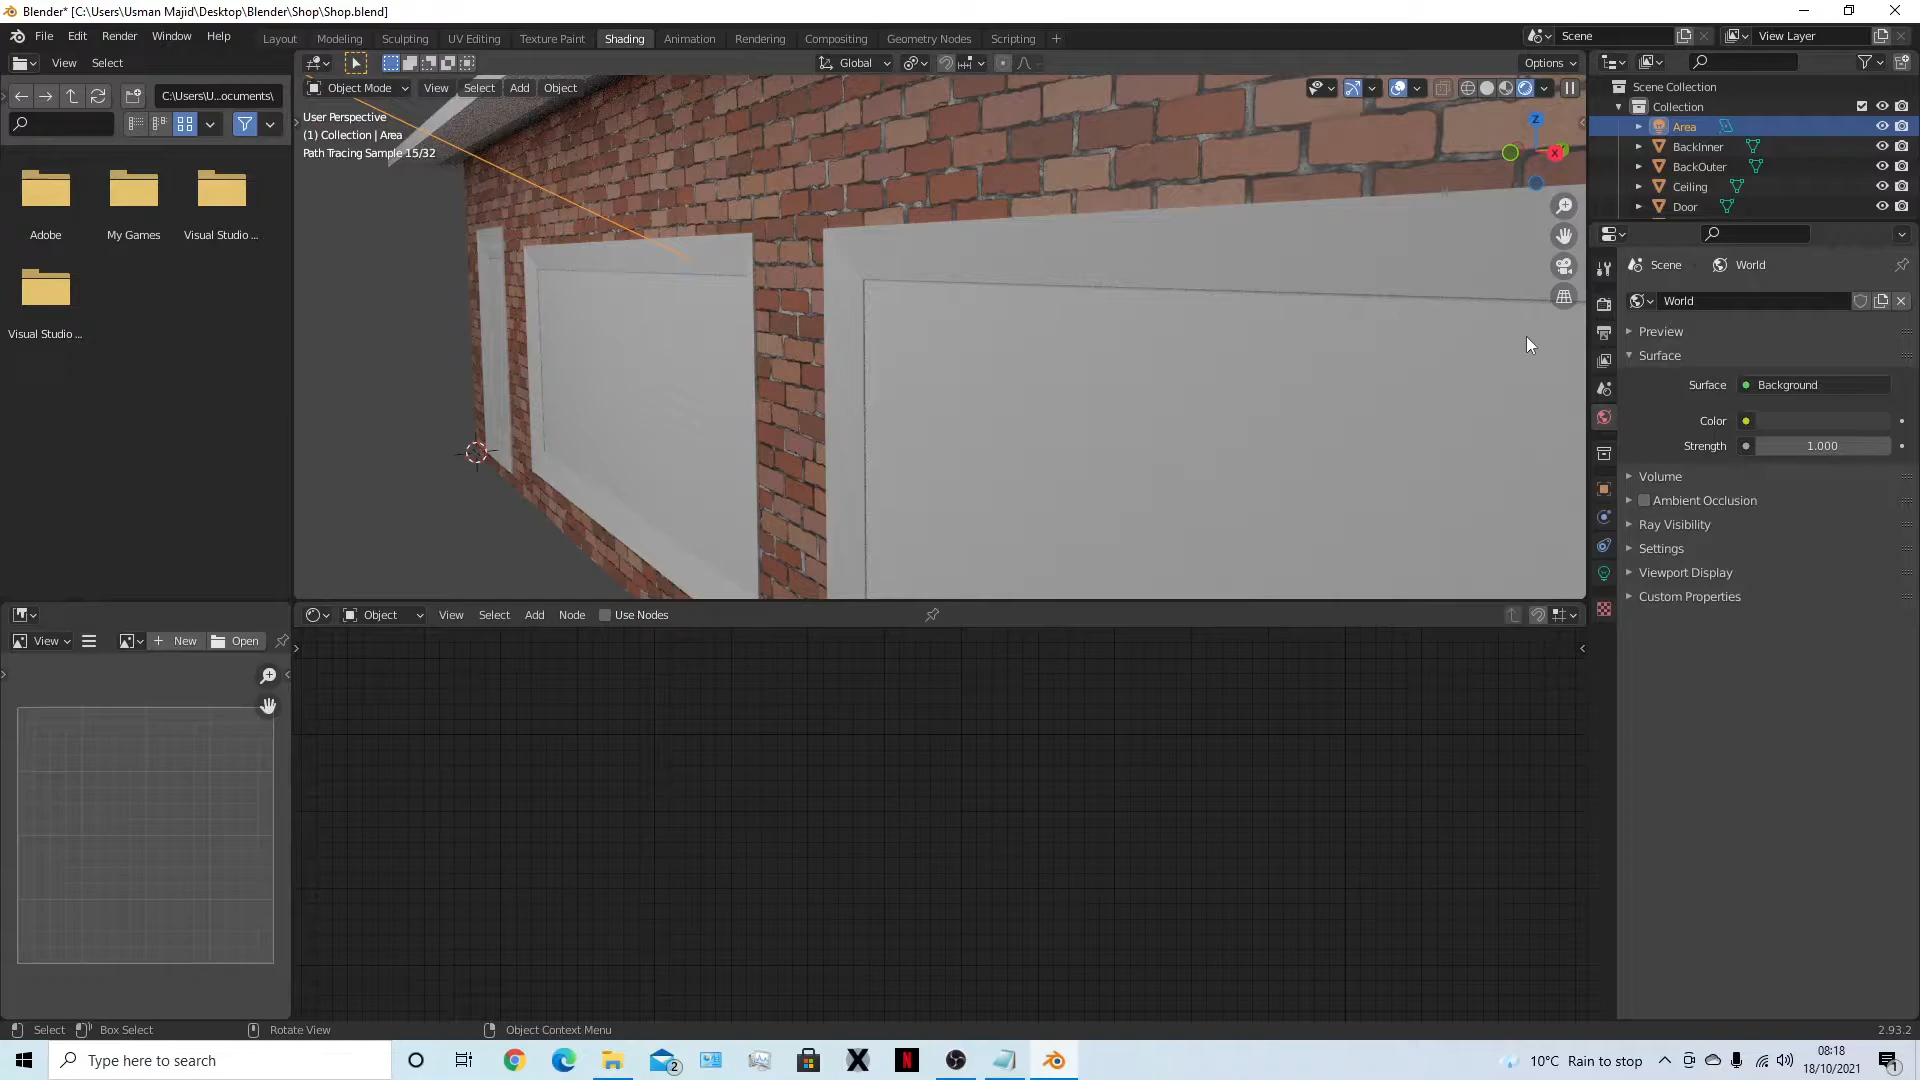 Blender* [C:\Users\Usman Majid\Desktop\Blender\Shop\Shop.blend]
File Edit Render Window Help
Layout Modeling Sculpting UV Editing Texture Paint Shading Animation Rendering Compositing Geometry Nodes Scripting +
Scene
View Layer
View Select
Global
Options
C:\Users\U...ocuments\
Object Mode View Select Add Object
User Perspective
(1) Collection | Area
Path Tracing Sample 15/32
Z
X
Scene Collection
Collection
Area
BackInner
BackOuter
Ceiling
Door
Adobe
My Games
Visual Studio ...
Visual Studio ...
Scene World
World
Preview
Surface
Surface Background
Color
Strength 1.000
Volume
Ambient Occlusion
Ray Visibility
Settings
Viewport Display
Custom Properties
Object View Select Add Node Use Nodes
View New Open
Select Box Select Rotate View Object Context Menu
2.93.2
Type here to search
2
10°C Rain to stop
08:18
18/10/2021
1